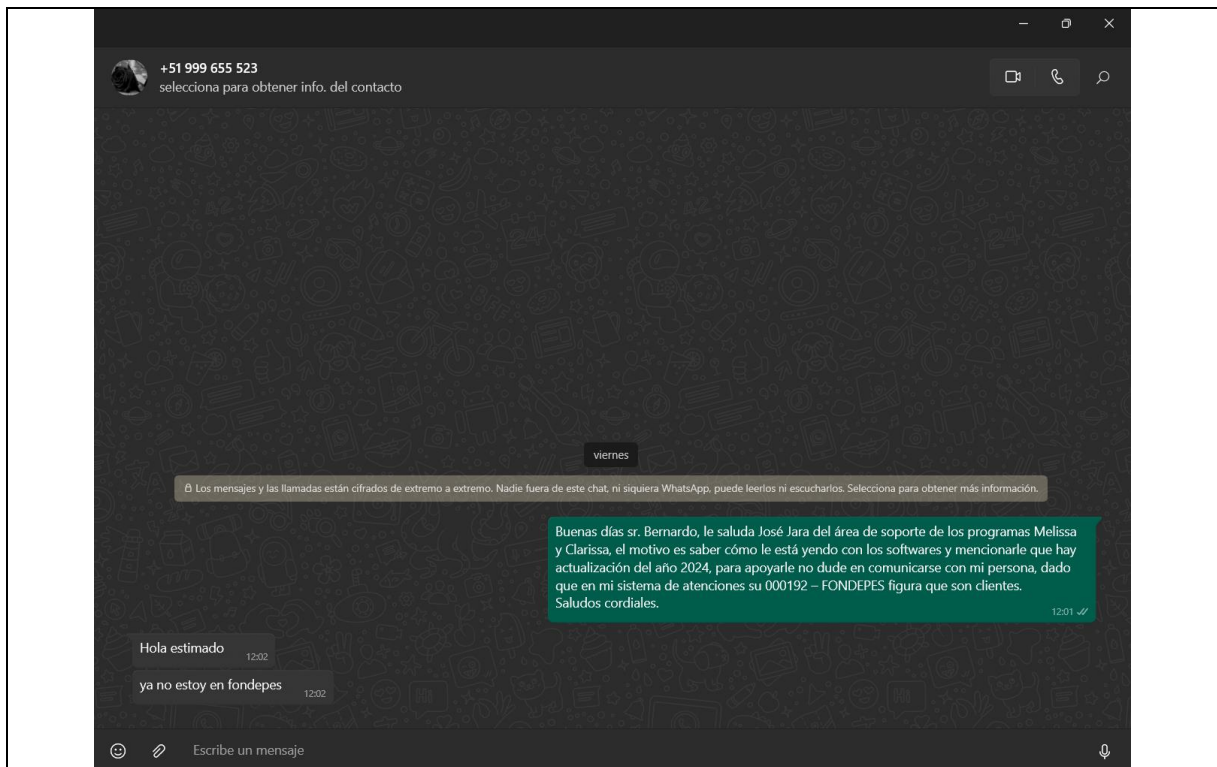 +51 999 655 523
selecciona para obtener info. del contacto
viernes
Los mensajes y las llamadas están cifrados de extremo a extremo. Nadie fuera de este chat, ni siquiera WhatsApp, puede leerlos ni escucharlos. Selecciona para obtener más información.
Buenas días sr. Bernardo, le saluda José Jara del área de soporte de los programas Melissa
y Clarissa, el motivo es saber cómo le está yendo con los softwares y mencionarle que hay
actualización del año 2024, para apoyarle no dude en comunicarse con mi persona, dado
que en mi sistema de atenciones su 000192 – FONDEPES figura que son clientes.
Saludos cordiales.
12:01
Hola estimado 12:02
ya no estoy en fondepes 12:02
Escribe un mensaje